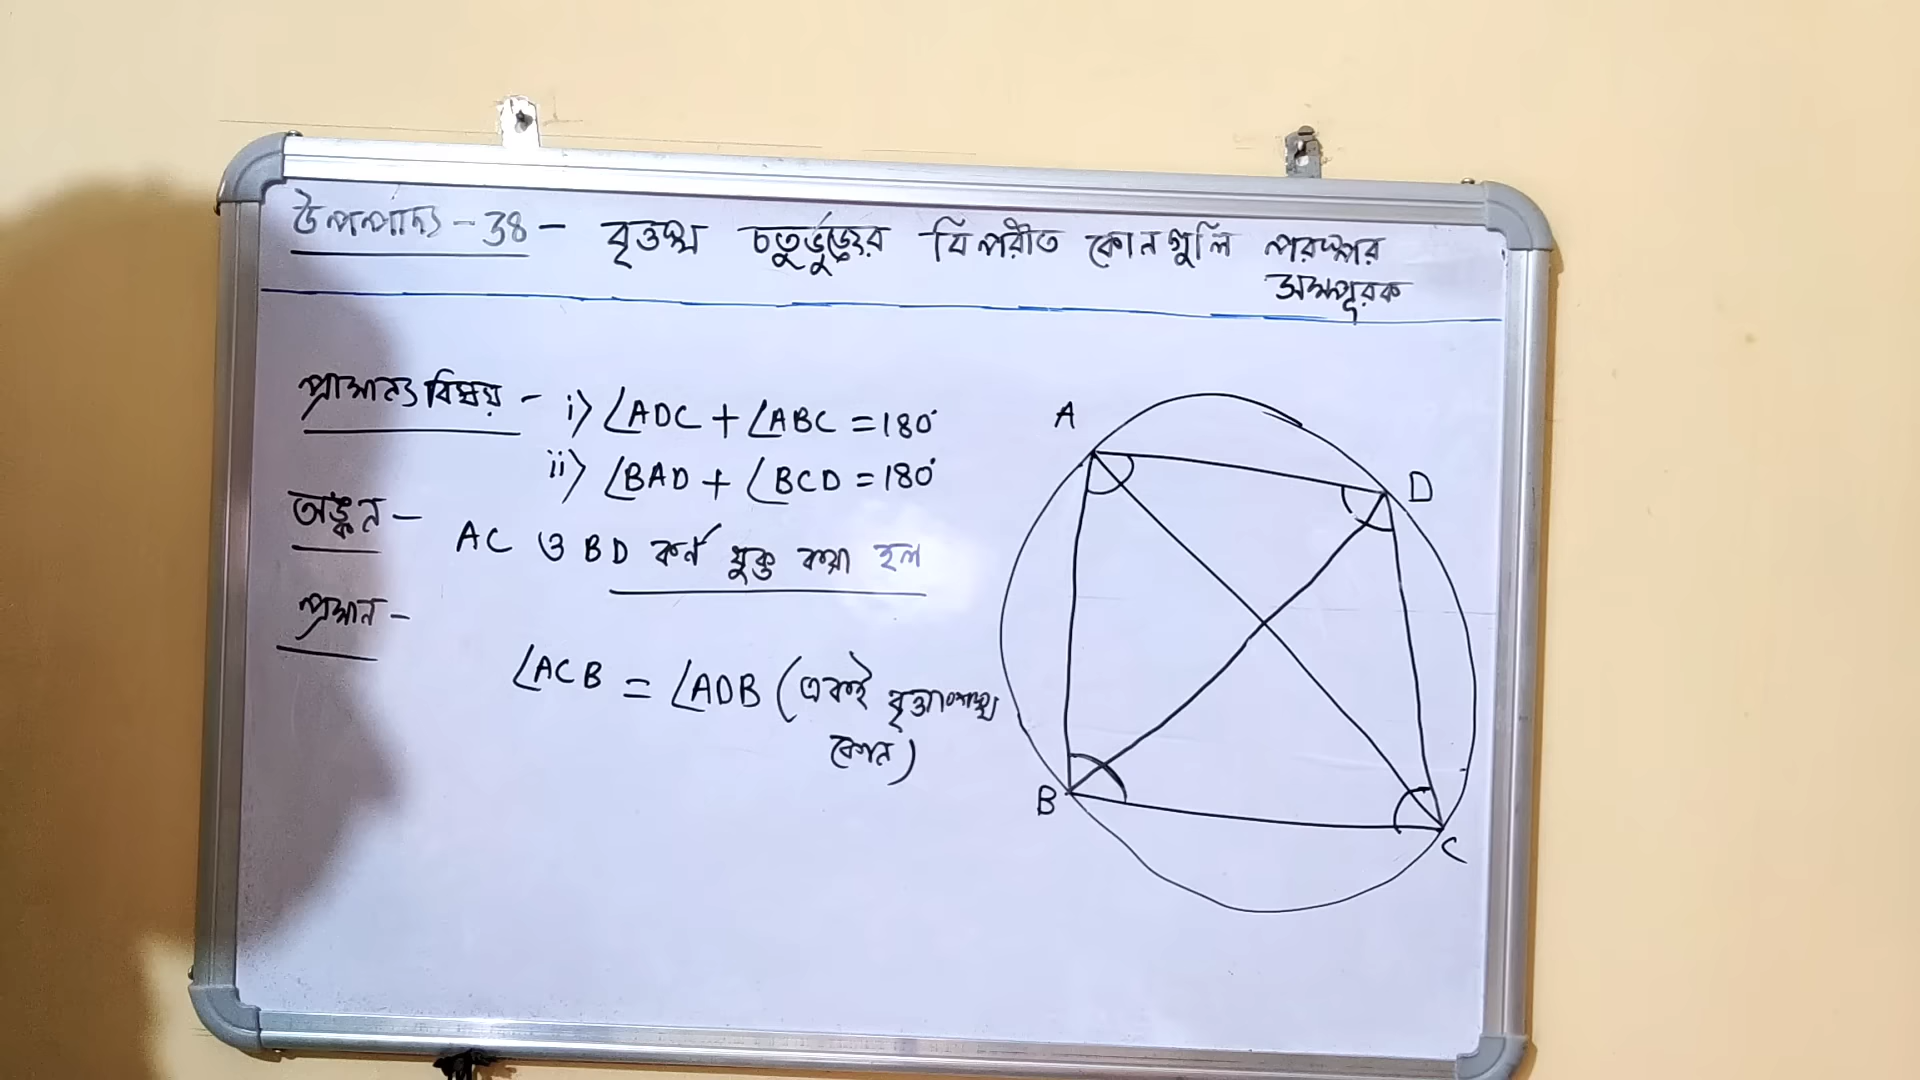 উপপাদ্য - 38 - বৃত্তস্থ চতুর্ভুজের বিপরীত কোনগুলি পরস্পর
সম্পূরক
প্রামান্য বিষয় - i) ∠ADC + ∠ABC = 180°
ii) ∠BAD + ∠BCD = 180°
অঙ্কন -
AC ও BD কর্ন যুক্ত করা হল
প্রমান -
∠ACB = ∠ADB (একই বৃত্তাংশস্থ
কোন)
A
D
B
C